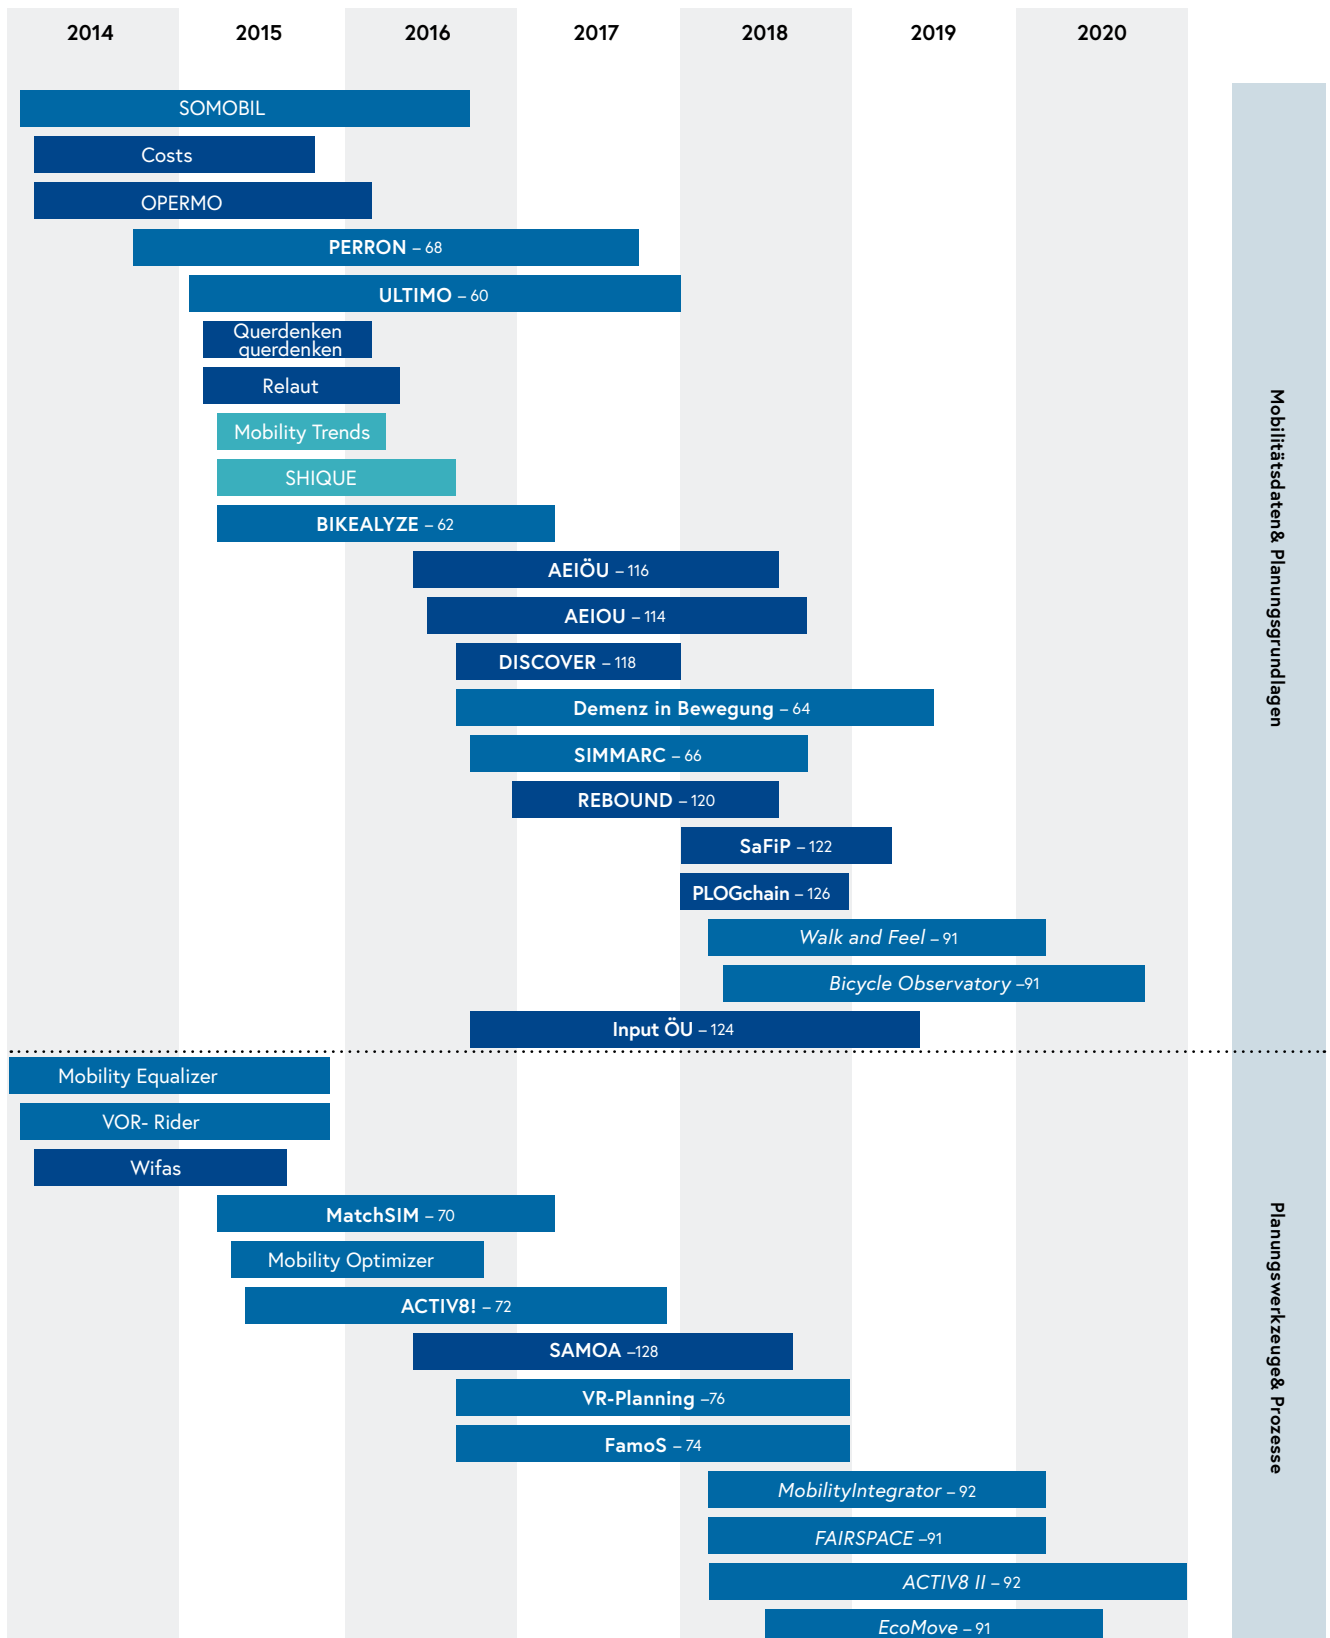 2014 2015 2016 2017 2018 2019 2020
SOMOBIL
Costs
OPERMO
PERRON – 68
ULTIMO – 60
Querdenken
querdenken
Relaut
Mobility Trends
SHIQUE
BIKEALYZE – 62
AEIÖU – 116
AEIOU – 114
DISCOVER – 118
Demenz in Bewegung – 64
SIMMARC – 66
REBOUND – 120
SaFiP – 122
PLOGchain – 126
Walk and Feel – 91
Bicycle Observatory –91
Input ÖU – 124
Mobilitätsdaten& Planungsgrundlagen
Mobility Equalizer
VOR- Rider
Wifas
MatchSIM – 70
Mobility Optimizer
ACTIV8! – 72
SAMOA –128
VR-Planning –76
FamoS – 74
MobilityIntegrator – 92
FAIRSPACE –91
ACTIV8 II – 92
EcoMove – 91
Planungswerkzeuge& Prozesse